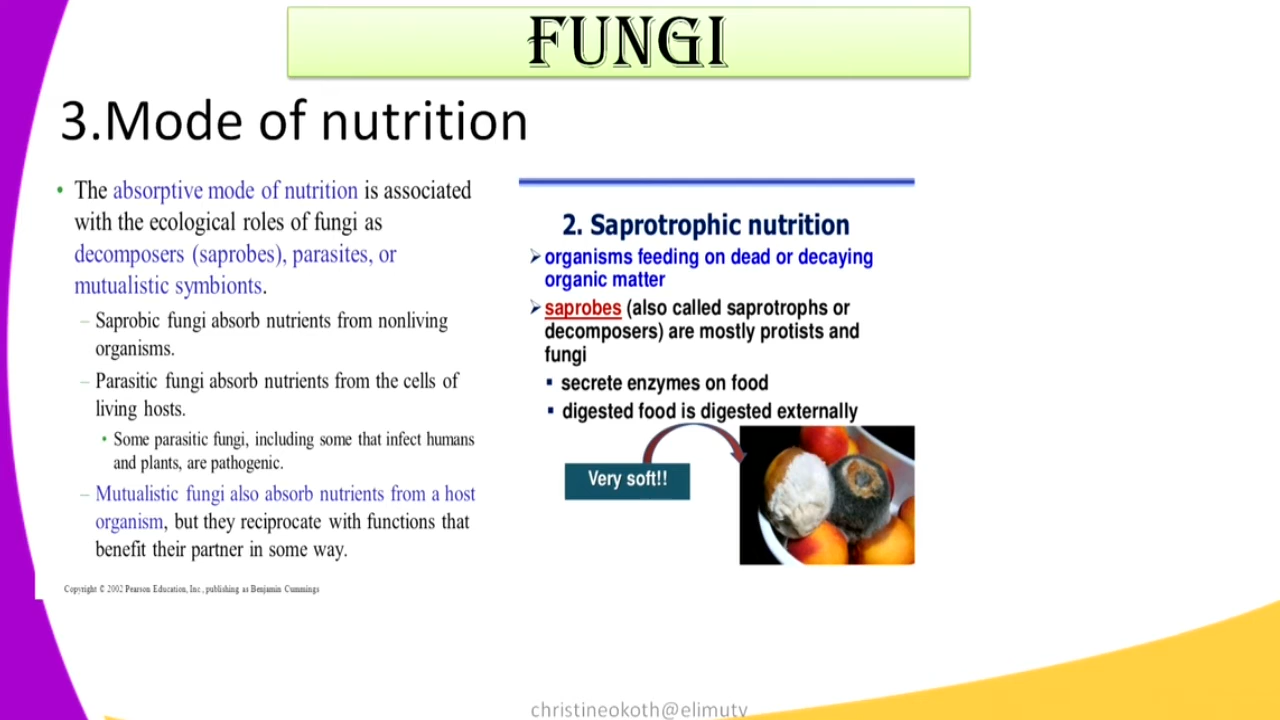 FUNGI
3.Mode of nutrition
• The absorptive mode of nutrition is associated
with the ecological roles of fungi as
decomposers (saprobes), parasites, or
mutualistic symbionts.
– Saprobic fungi absorb nutrients from nonliving
organisms.
– Parasitic fungi absorb nutrients from the cells of
living hosts.
• Some parasitic fungi, including some that infect humans
and plants, are pathogenic.
– Mutualistic fungi also absorb nutrients from a host
organism, but they reciprocate with functions that
benefit their partner in some way.
Copyright © 2002 Pearson Education, Inc., publishing as Benjamin Cummings
2. Saprotrophic nutrition
➢ organisms feeding on dead or decaying
organic matter
➢ saprobes (also called saprotrophs or
decomposers) are mostly protists and
fungi
▪ secrete enzymes on food
▪ digested food is digested externally
Very soft!!
christineokoth@elimutv